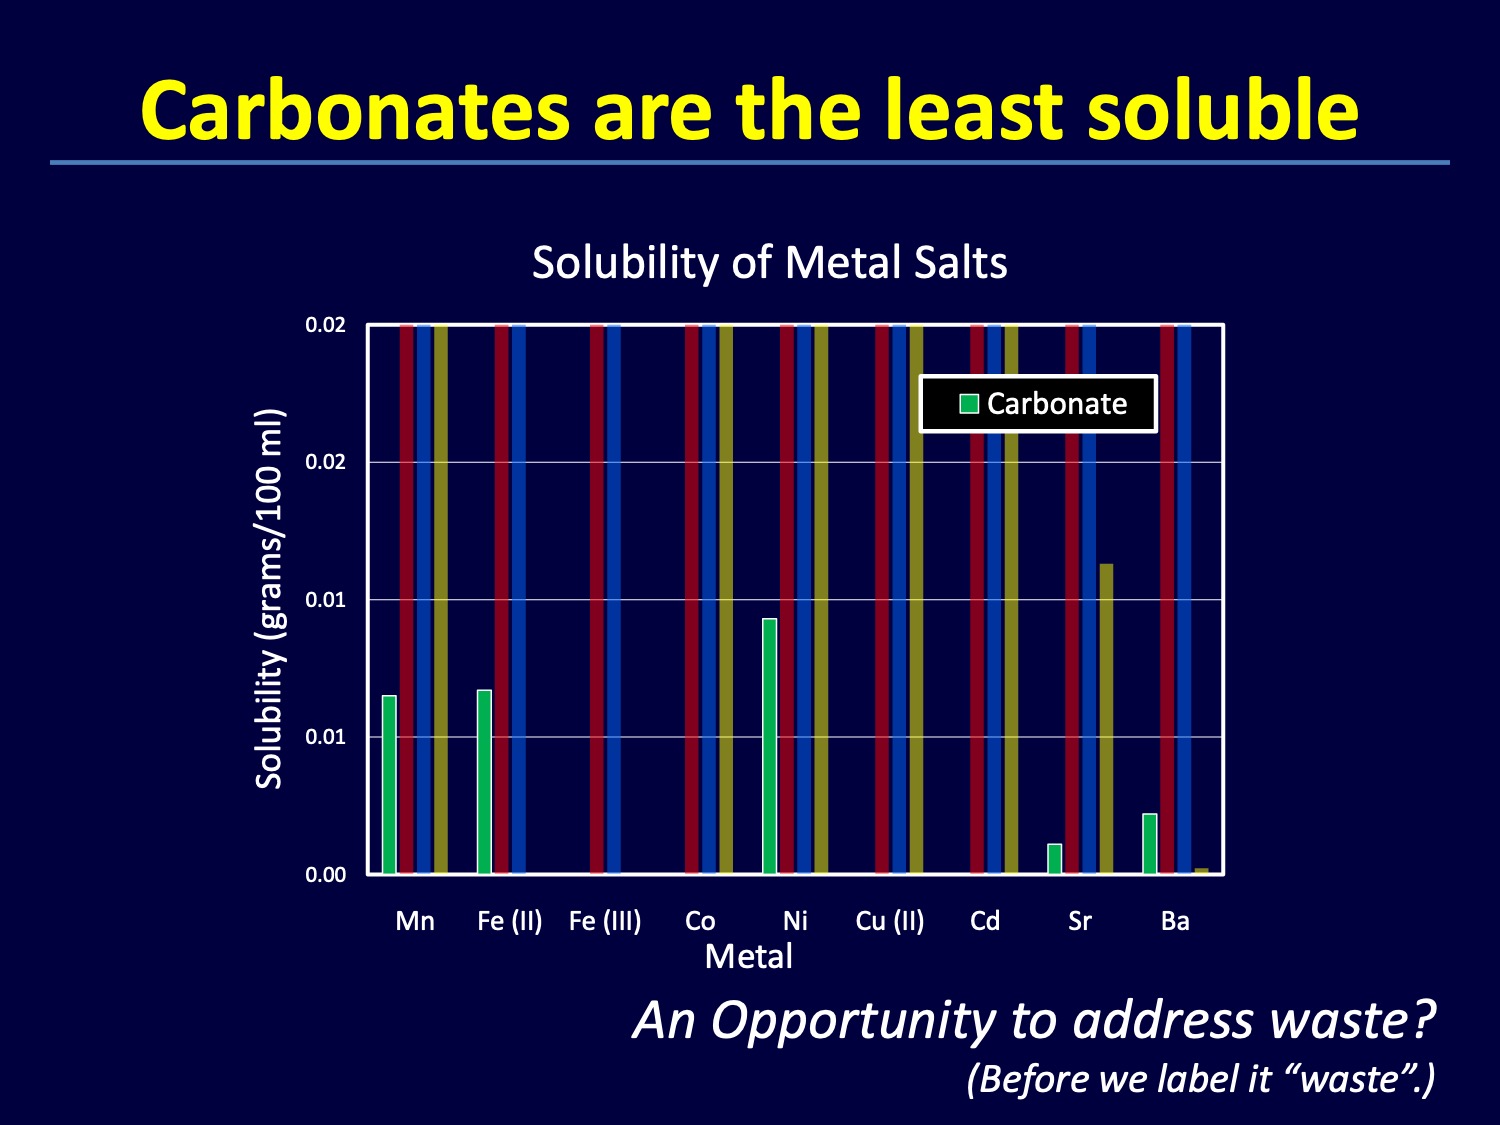 Carbonates are the least soluble
Solubility of Metal Salts
0.02
0.02
0.01
0.01
0.00
Solubility (grams/100 ml)
Carbonate
Mn Fe (II) Fe (III) Co Ni Cu (II) Cd Sr Ba
Metal
An Opportunity to address waste?
(Before we label it “waste”.)